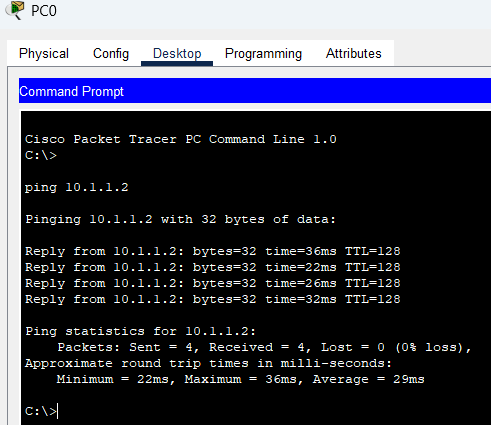 PC0
Physical Config Desktop Programming Attributes
Command Prompt
Cisco Packet Tracer PC Command Line 1.0
C:\>
ping 10.1.1.2
Pinging 10.1.1.2 with 32 bytes of data:
Reply from 10.1.1.2: bytes=32 time=36ms TTL=128
Reply from 10.1.1.2: bytes=32 time=22ms TTL=128
Reply from 10.1.1.2: bytes=32 time=26ms TTL=128
Reply from 10.1.1.2: bytes=32 time=32ms TTL=128
Ping statistics for 10.1.1.2:
    Packets: Sent = 4, Received = 4, Lost = 0 (0% loss),
Approximate round trip times in milli-seconds:
    Minimum = 22ms, Maximum = 36ms, Average = 29ms
C:\>